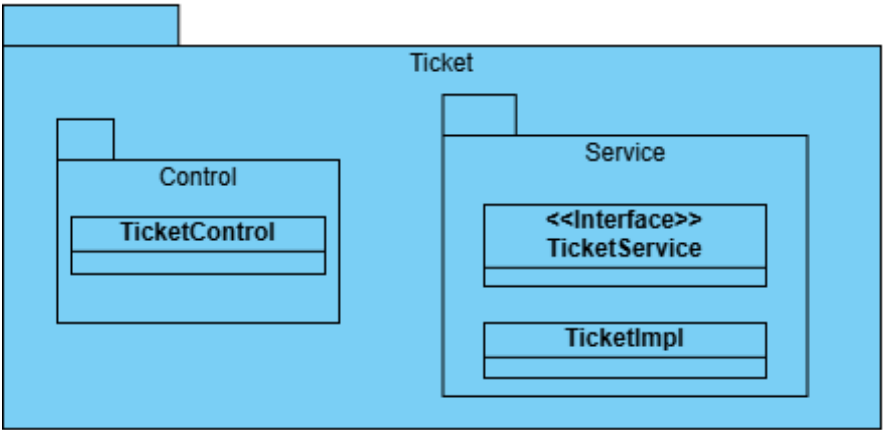 Ticket
Control
TicketControl
Service
<<Interface>>
TicketService
TicketImpl